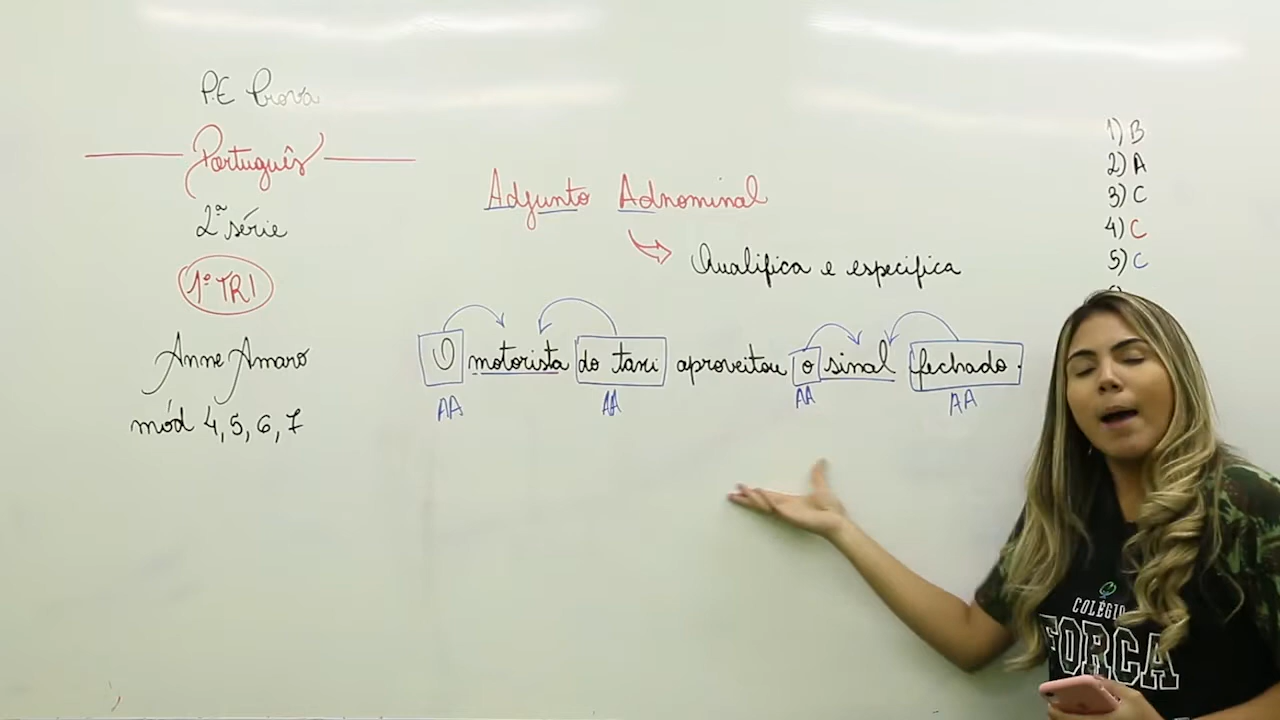 P.E Prova
Português
2ª série
1º TRI
Anne Amaro
mód 4, 5, 6, 7
Adjunto Adnominal
Qualifica e especifica
O motorista do taxi aproveitou o sinal fechado.
AA AA AA AA
1) B
2) A
3) C
4) C
5) C
COLÉGIO
FORÇA